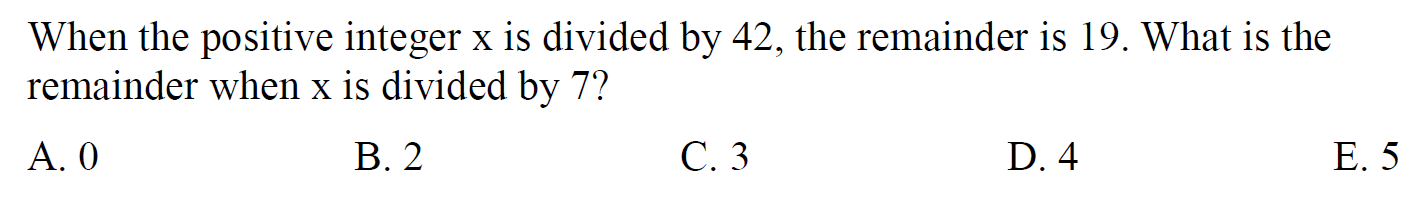 When the positive integer x is divided by 42, the remainder is 19. What is the
remainder when x is divided by 7?
A. 0 B. 2 C. 3 D. 4 E. 5